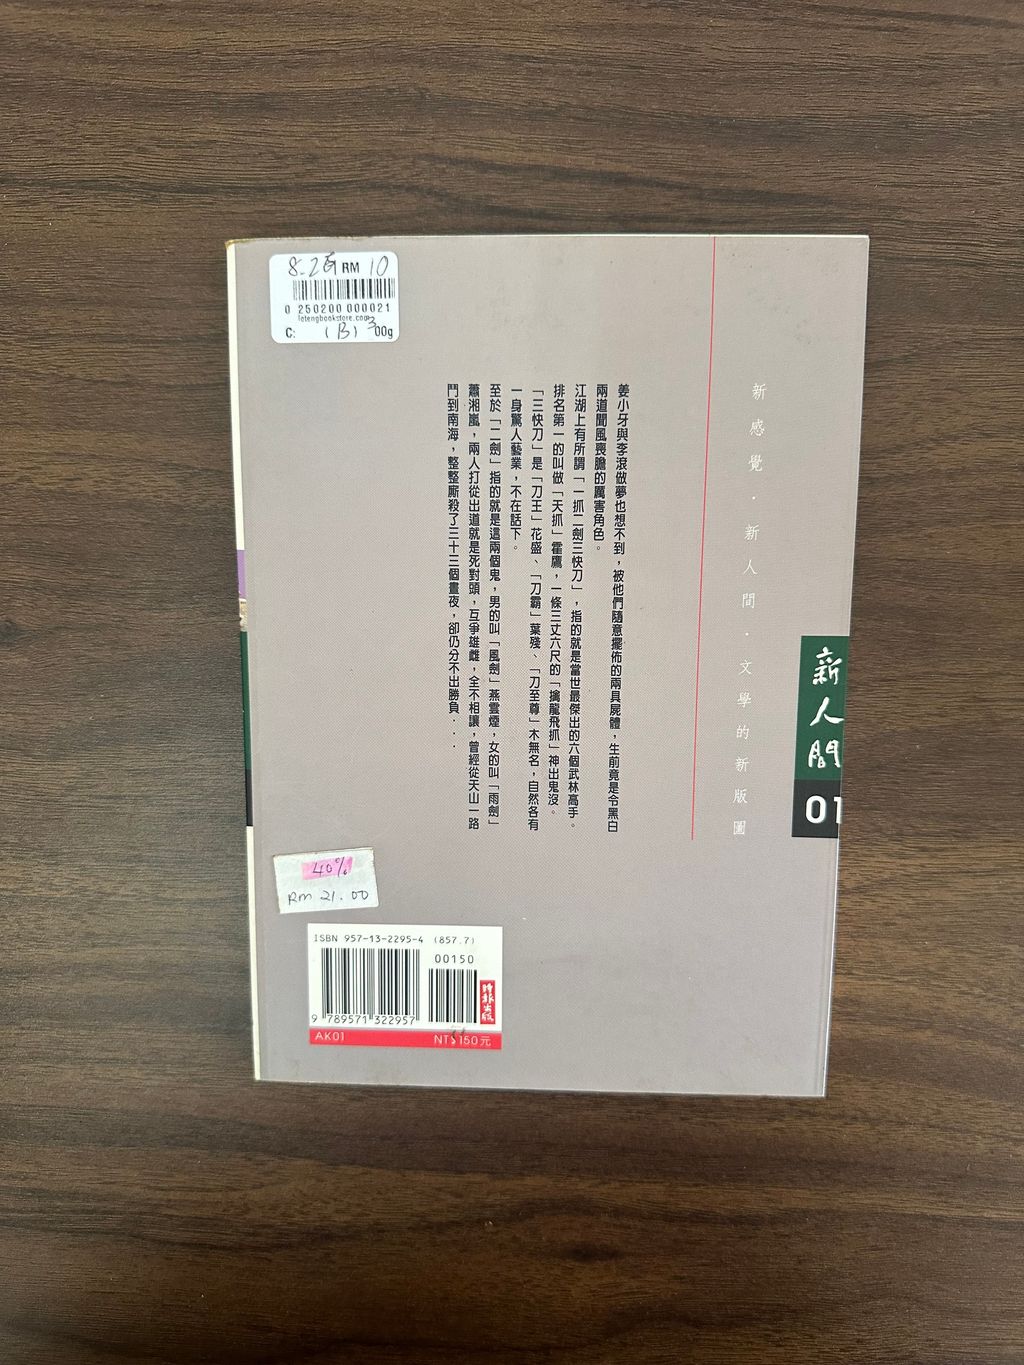 8-2西 RM 10
0 250200 000021
letengbookstore.com
C: (B) 300g
新感覺．新人間．文學的新版圖
新人間
01
姜小牙與李滾做夢也想不到，被他們隨意擺佈的兩具屍體，生前竟是令黑白
兩道聞風喪膽的厲害角色。
江湖上有所謂「一抓二劍三快刀」，指的就是當世最傑出的六個武林高手。
排名第一的叫做「天抓」霍鷹，一條三丈六尺的「擒龍飛抓」神出鬼沒。
「三快刀」是「刀王」花盛、「刀霸」葉殘、「刀至尊」木無名，自然各有
一身驚人藝業，不在話下。
至於「二劍」指的就是這兩個鬼，男的叫「風劍」燕雲煙，女的叫「雨劍」
蕭湘嵐，兩人打從出道就是死對頭，互爭雄雌，全不相讓，曾經從天山一路
鬥到南海，整整廝殺了三十三個晝夜，卻仍分不出勝負．．．
40%
RM 21.00
ISBN 957-13-2295-4 (857.7)
00150
9 789571 322957
時報出版
AK01
NT$150元